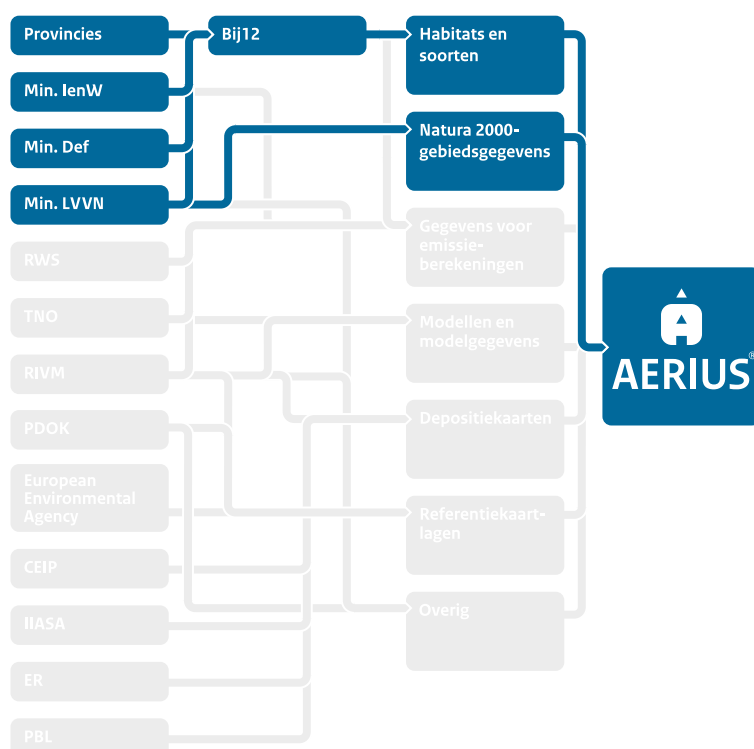 Provincies
Bij12
Habitats en
soorten
Min. IenW
Min. Def
Natura 2000-
gebiedsgegevens
Min. LVVN
RWS
Gegevens voor
emissie-
berekeningen
TNO
Modellen en
modelgegevens
RIVM
AERIUS®
PDOK
Depositiekaarten
European
Environmental
Agency
Referentiekaart-
lagen
CEIP
IIASA
Overig
ER
PBL